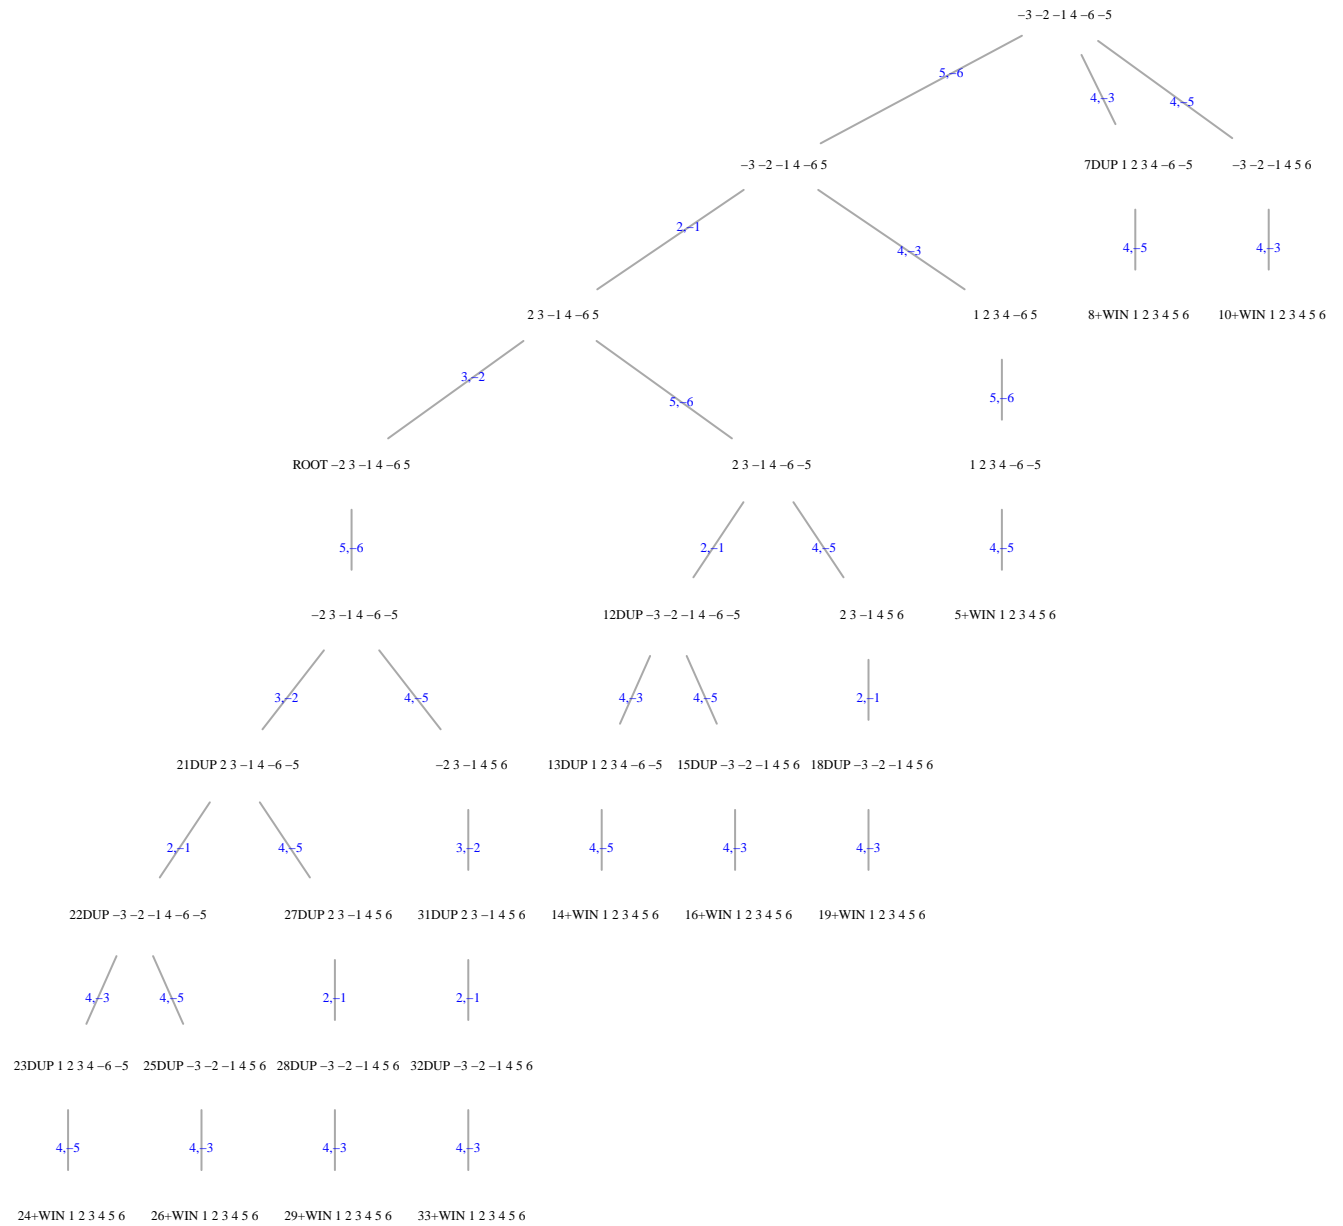 −3 −2 −1 4 −6 −5
5,−6
4,−3
4,−5
−3 −2 −1 4 −6 5
7DUP 1 2 3 4 −6 −5
−3 −2 −1 4 5 6
2,−1
4,−3
4,−5
4,−3
2 3 −1 4 −6 5
1 2 3 4 −6 5
8+WIN 1 2 3 4 5 6
10+WIN 1 2 3 4 5 6
3,−2
5,−6
5,−6
ROOT −2 3 −1 4 −6 5
2 3 −1 4 −6 −5
1 2 3 4 −6 −5
5,−6
2,−1
4,−5
4,−5
−2 3 −1 4 −6 −5
12DUP −3 −2 −1 4 −6 −5
2 3 −1 4 5 6
5+WIN 1 2 3 4 5 6
3,−2
4,−5
4,−3
4,−5
2,−1
21DUP 2 3 −1 4 −6 −5
−2 3 −1 4 5 6
13DUP 1 2 3 4 −6 −5
15DUP −3 −2 −1 4 5 6
18DUP −3 −2 −1 4 5 6
2,−1
4,−5
3,−2
4,−5
4,−3
4,−3
22DUP −3 −2 −1 4 −6 −5
27DUP 2 3 −1 4 5 6
31DUP 2 3 −1 4 5 6
14+WIN 1 2 3 4 5 6
16+WIN 1 2 3 4 5 6
19+WIN 1 2 3 4 5 6
4,−3
4,−5
2,−1
2,−1
23DUP 1 2 3 4 −6 −5
25DUP −3 −2 −1 4 5 6
28DUP −3 −2 −1 4 5 6
32DUP −3 −2 −1 4 5 6
4,−5
4,−3
4,−3
4,−3
24+WIN 1 2 3 4 5 6
26+WIN 1 2 3 4 5 6
29+WIN 1 2 3 4 5 6
33+WIN 1 2 3 4 5 6